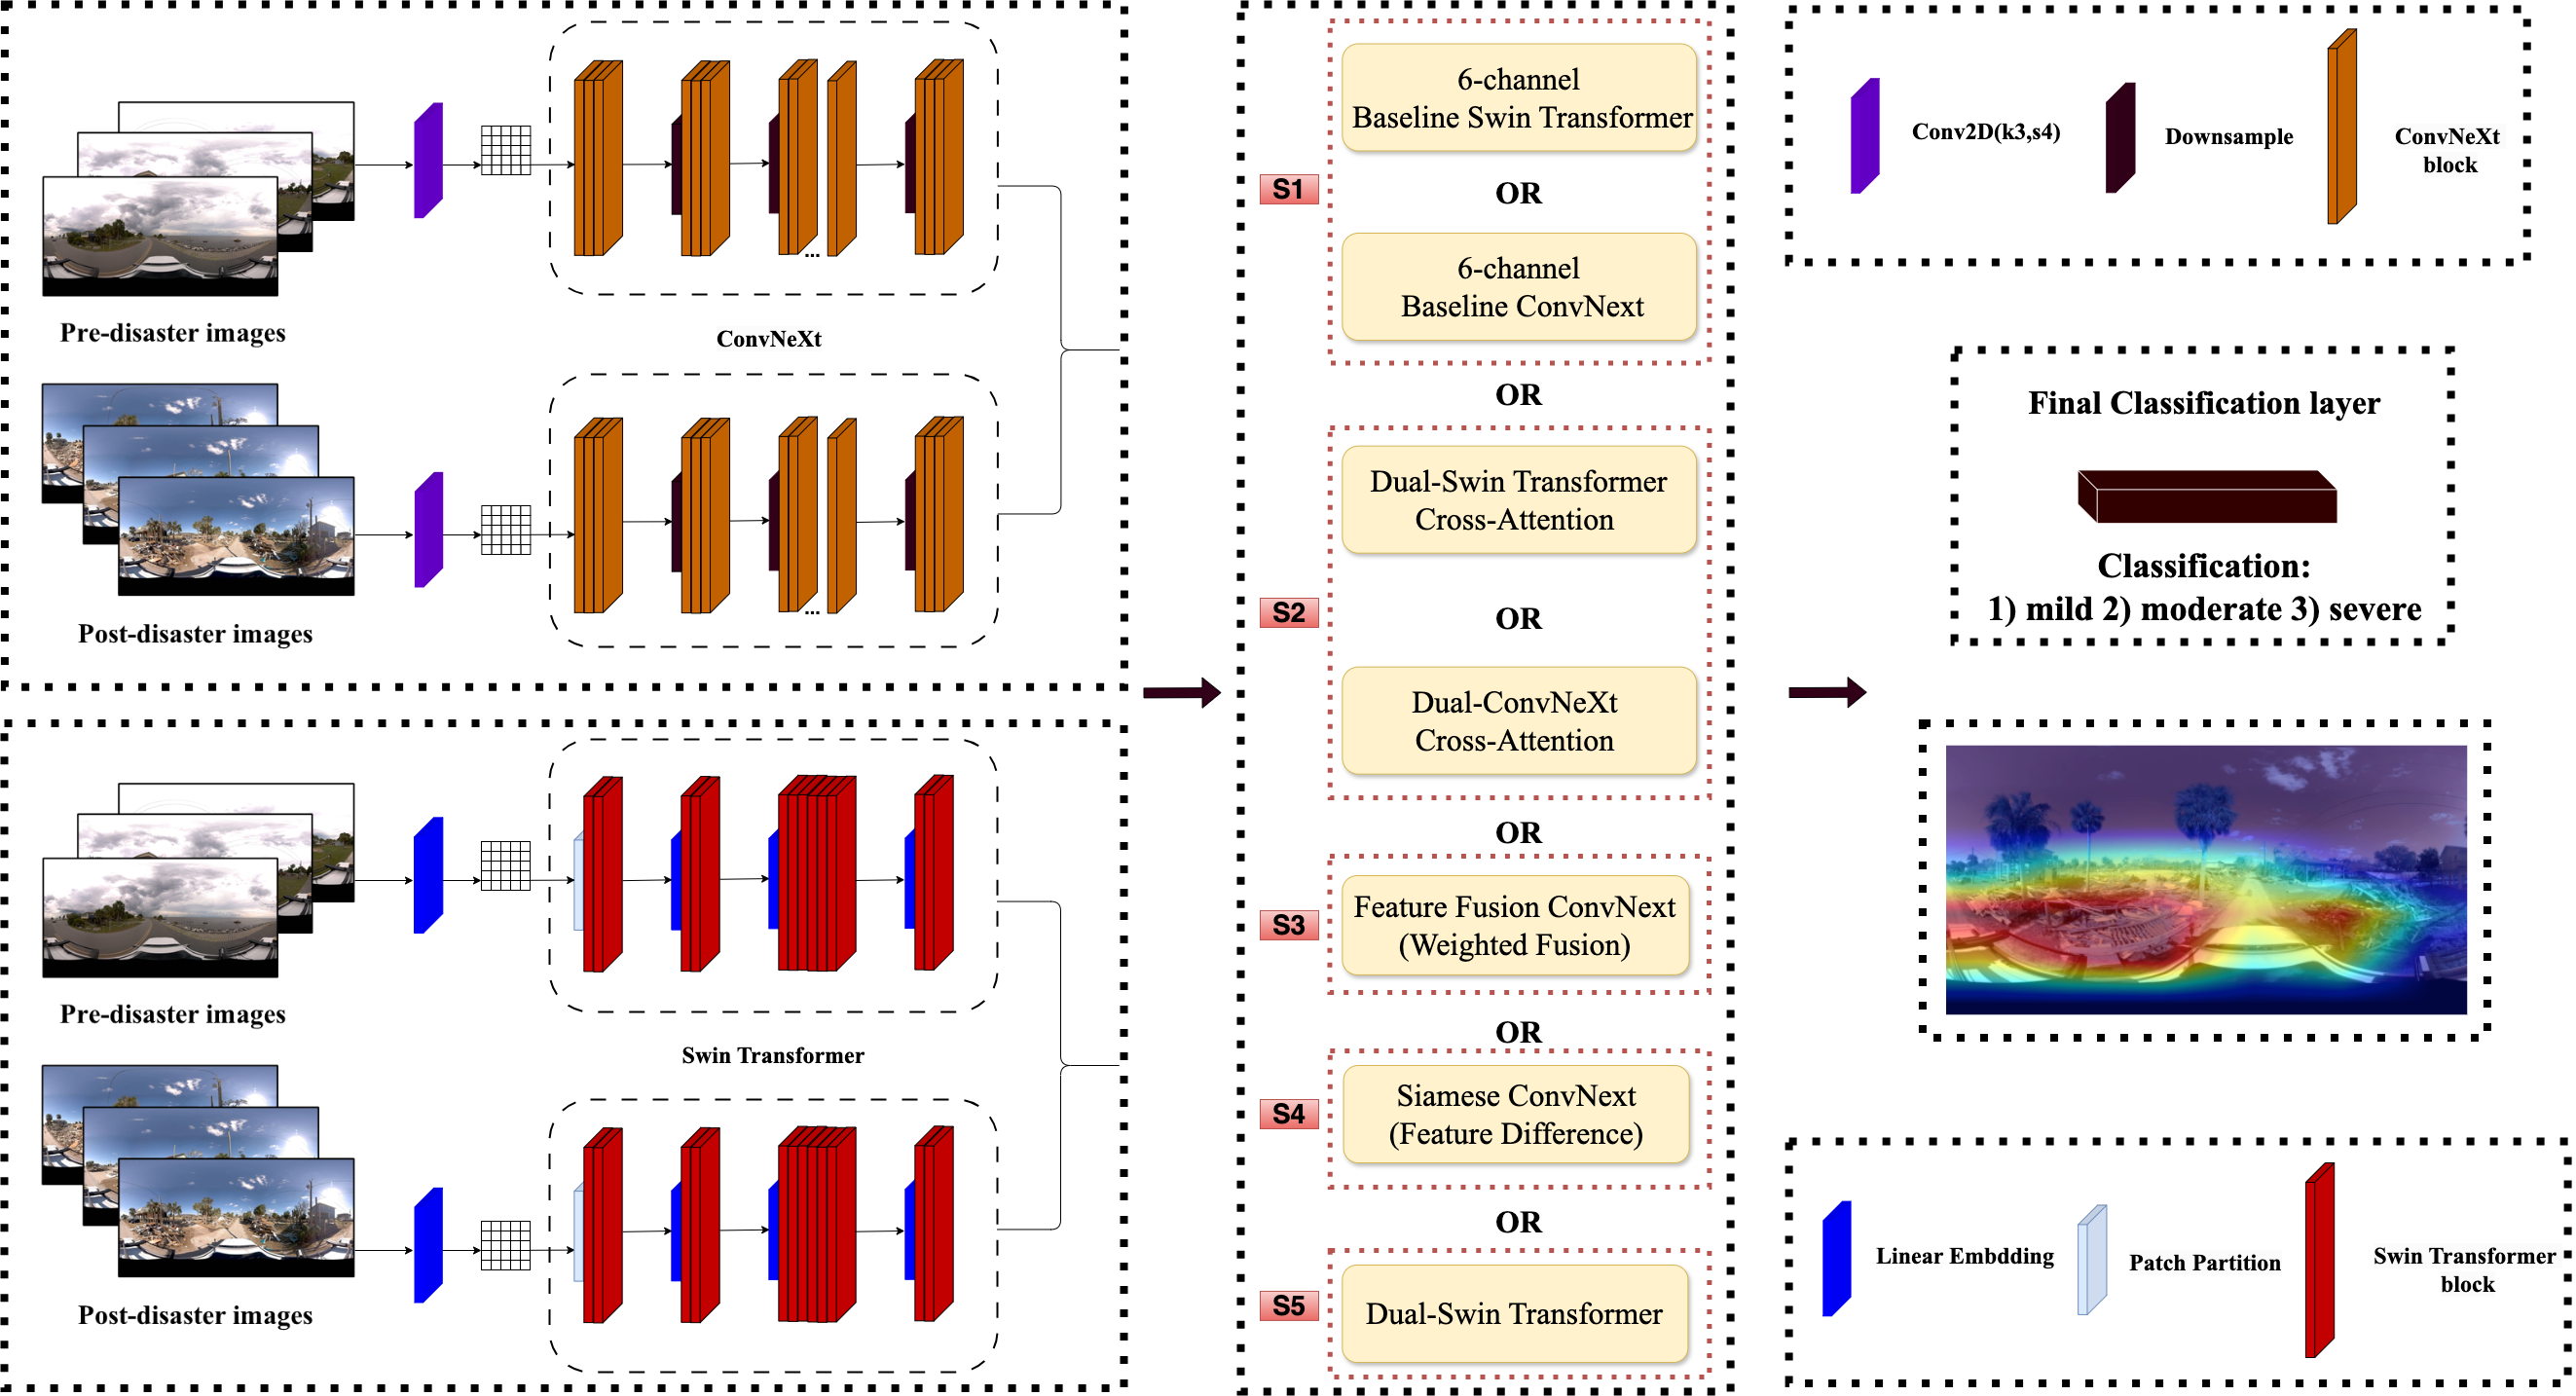 Pre-disaster images
ConvNeXt
Post-disaster images
...
...
Pre-disaster images
Swin Transformer
Post-disaster images
S1
6-channel
Baseline Swin Transformer
OR
6-channel
Baseline ConvNext
OR
S2
Dual-Swin Transformer
Cross-Attention
OR
Dual-ConvNeXt
Cross-Attention
OR
S3
Feature Fusion ConvNext
(Weighted Fusion)
OR
S4
Siamese ConvNext
(Feature Difference)
OR
S5
Dual-Swin Transformer
Conv2D(k3,s4)
Downsample
ConvNeXt
block
Final Classification layer
Classification:
1) mild 2) moderate 3) severe
Linear Embdding
Patch Partition
Swin Transformer
block